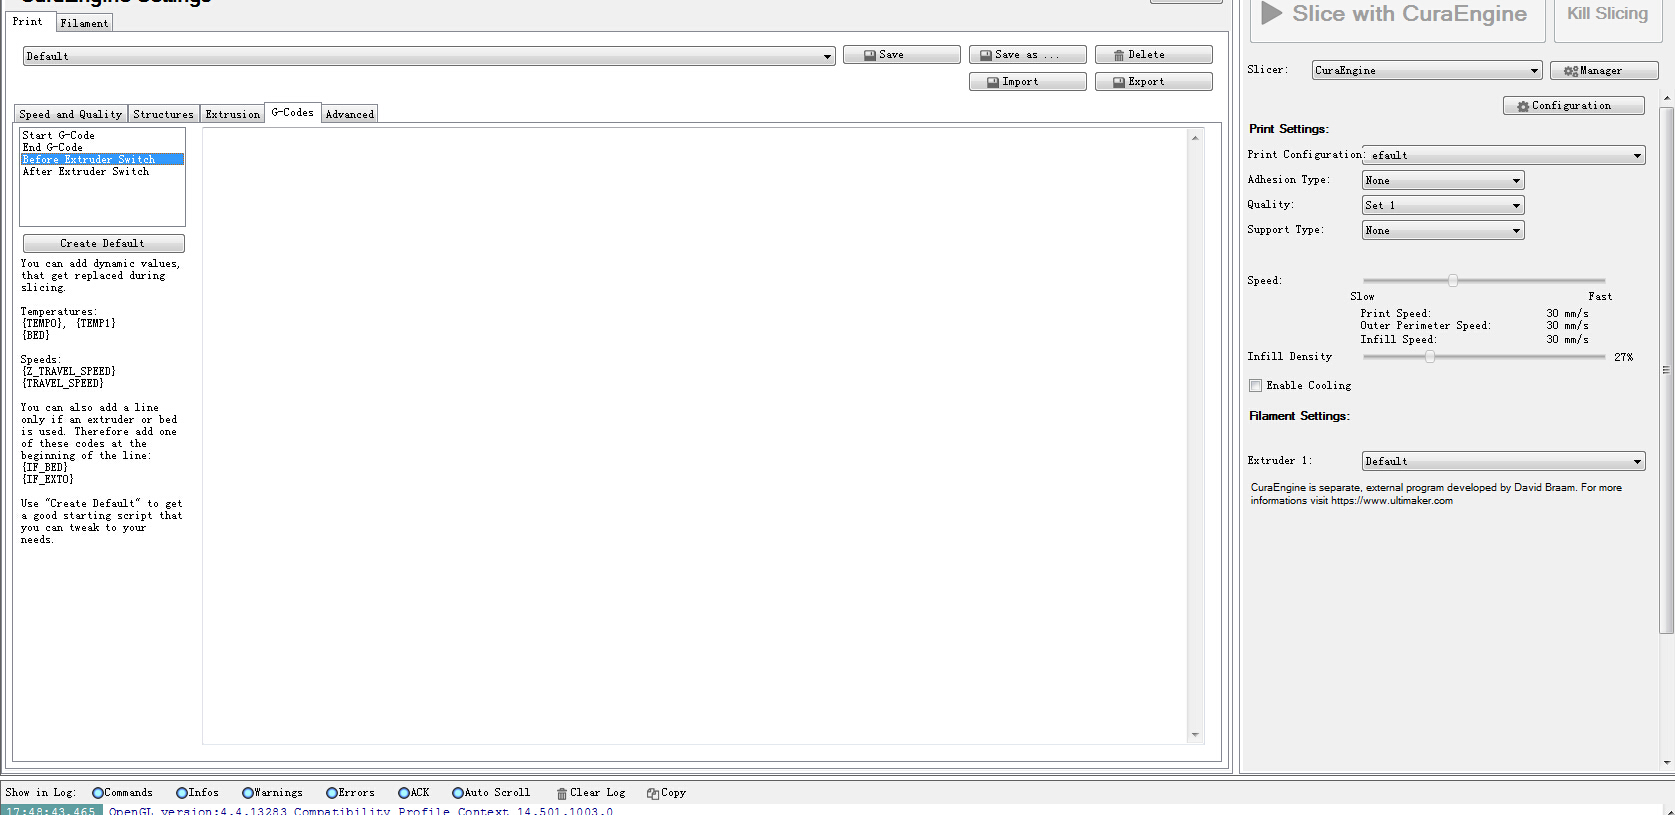 CuraEngine Settings
Print
Filament
Default
Save
Save as ...
Delete
Import
Export
Speed and Quality
Structures
Extrusion
G-Codes
Advanced
Start G-Code
End G-Code
Before Extruder Switch
After Extruder Switch
Create Default
You can add dynamic values,
that get replaced during
slicing.
Temperatures:
{TEMP0}, {TEMP1}
{BED}
Speeds:
{Z_TRAVEL_SPEED}
{TRAVEL_SPEED}
You can also add a line
only if an extruder or bed
is used. Therefore add one
of these codes at the
beginning of the line:
{IF_BED}
{IF_EXT0}
Use "Create Default" to get
a good starting script that
you can tweak to your
needs.
Slice with CuraEngine
Kill Slicing
Slicer:
CuraEngine
Manager
Configuration
Print Settings:
Print Configuration:
efault
Adhesion Type:
None
Quality:
Set 1
Support Type:
None
Speed:
Slow
Fast
Print Speed:
30 mm/s
Outer Perimeter Speed:
30 mm/s
Infill Speed:
30 mm/s
Infill Density
27%
Enable Cooling
Filament Settings:
Extruder 1:
Default
CuraEngine is separate, external program developed by David Braam. For more
informations visit https://www.ultimaker.com
Show in Log:
Commands
Infos
Warnings
Errors
ACK
Auto Scroll
Clear Log
Copy
17:48:43.465
OpenGL version:4.4.13283 Compatibility Profile Context 14.501.1003.0